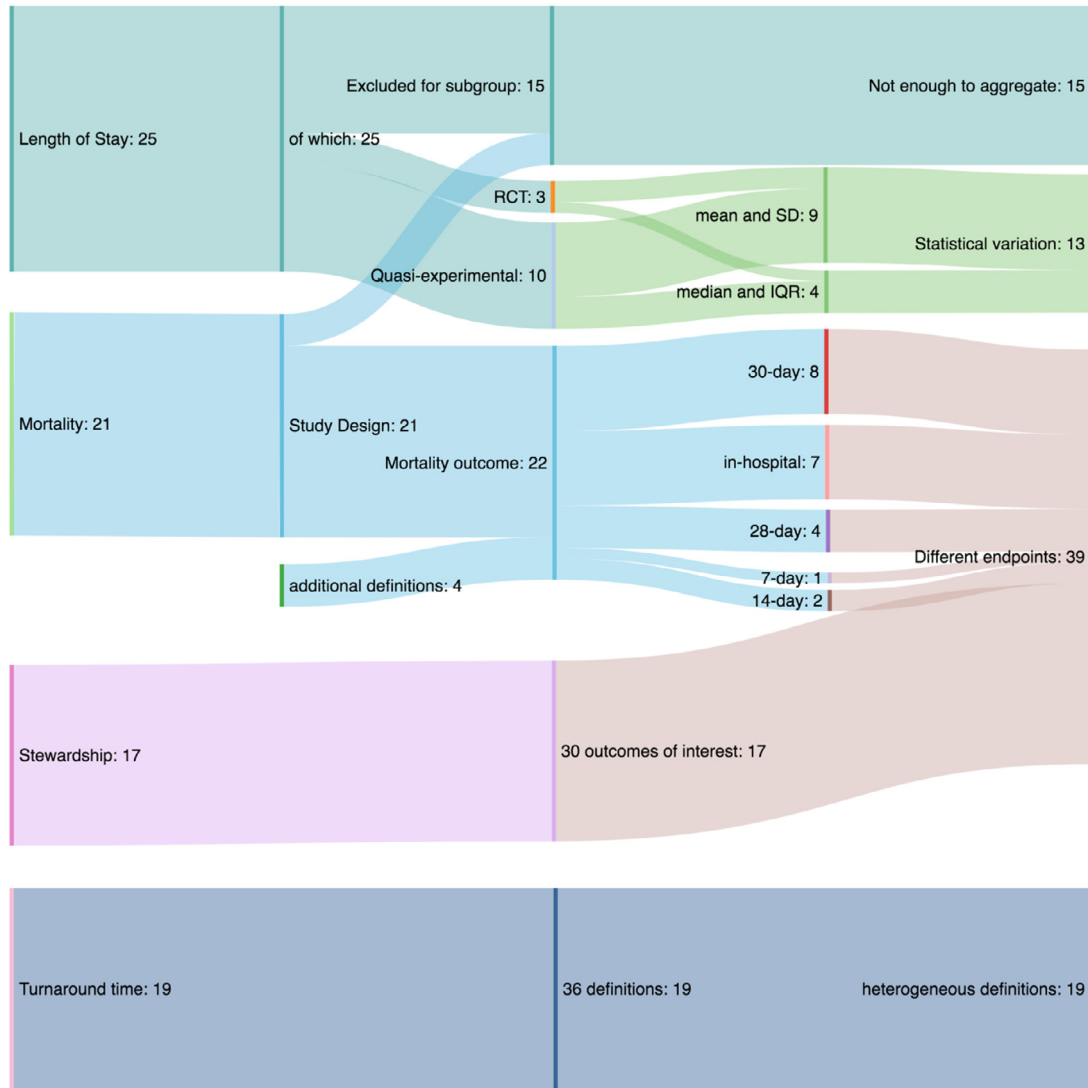 Excluded for subgroup: 15
Not enough to aggregate: 15
Length of Stay: 25
of which: 25
RCT: 3
mean and SD: 9
Statistical variation: 13
Quasi-experimental: 10
median and IQR: 4
30-day: 8
Mortality: 21
Study Design: 21
Mortality outcome: 22
in-hospital: 7
28-day: 4
Different endpoints: 39
7-day: 1
additional definitions: 4
14-day: 2
Stewardship: 17
30 outcomes of interest: 17
Turnaround time: 19
36 definitions: 19
heterogeneous definitions: 19